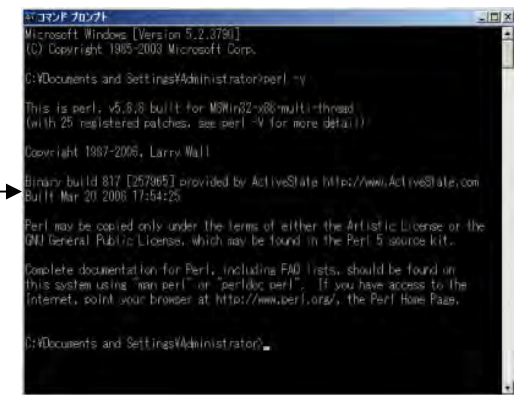 コマンド プロンプト
Microsoft Windows [Version 5.2.3790]
(C) Copyright 1985-2003 Microsoft Corp.
C:¥Documents and Settings¥Administrator>perl -v
This is perl, v5.8.8 built for MSWin32-x86-multi-thread
(with 25 registered patches, see perl -V for more detail)
Copyright 1987-2006, Larry Wall
Binary build 817 [257965] provided by ActiveState http://www.ActiveState.com
Built Mar 20 2006 17:54:25
Perl may be copied only under the terms of either the Artistic License or the
GNU General Public License, which may be found in the Perl 5 source kit.
Complete documentation for Perl, including FAQ lists, should be found on
this system using "man perl" or "perldoc perl".  If you have access to the
Internet, point your browser at http://www.perl.org/, the Perl Home Page.
C:¥Documents and Settings¥Administrator>_